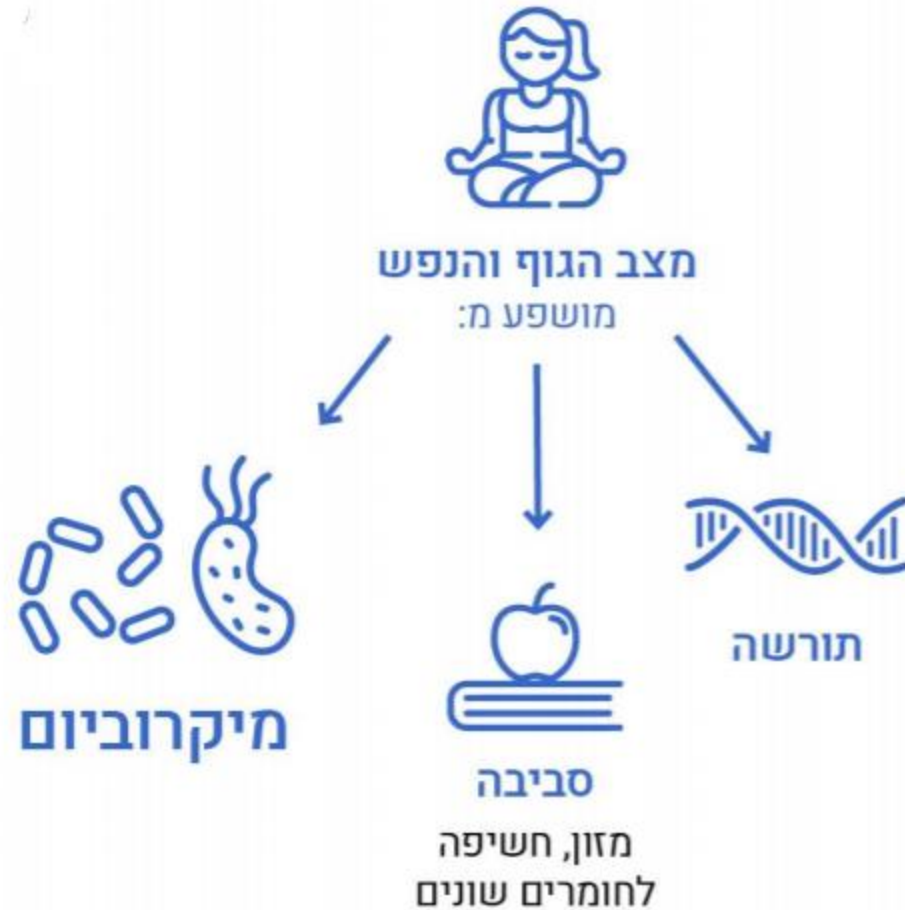 מצב הגוף והנפש
מושפע מ:
תורשה
סביבה
מזון, חשיפה
לחומרים שונים
מיקרוביום